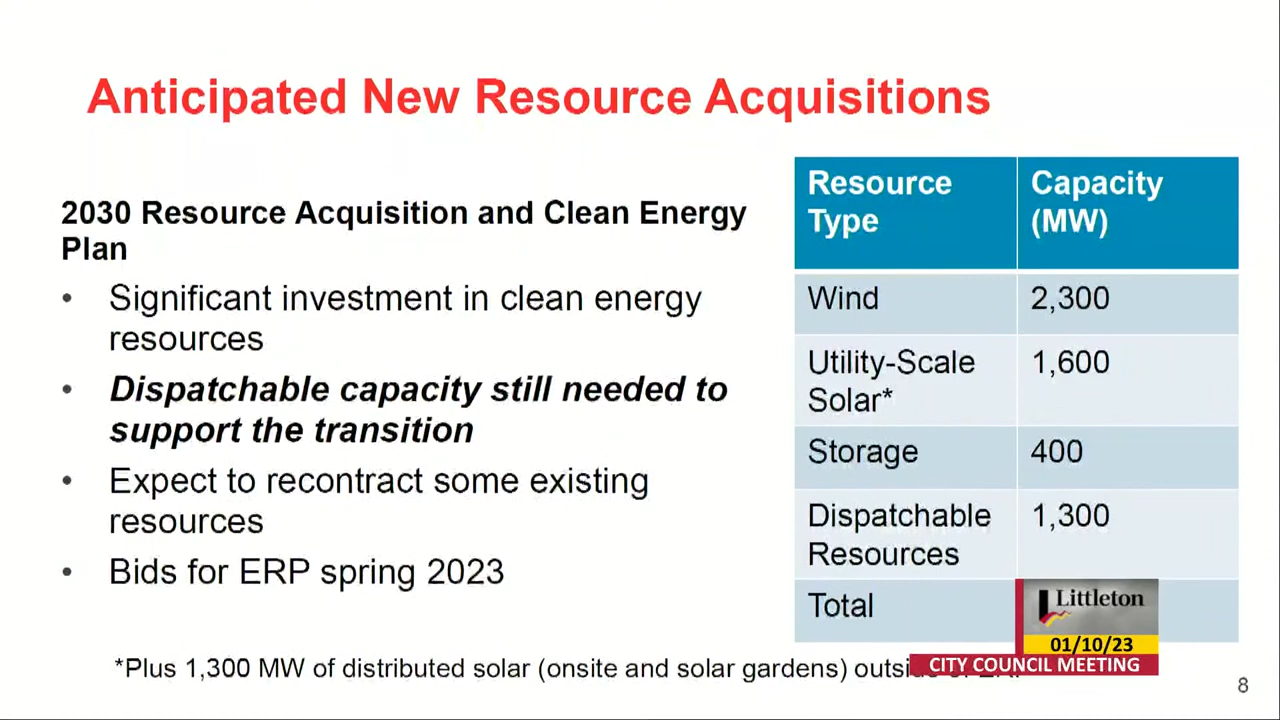 Anticipated New Resource Acquisitions
2030 Resource Acquisition and Clean Energy
Plan
• Significant investment in clean energy
resources
• Dispatchable capacity still needed to
support the transition
• Expect to recontract some existing
resources
• Bids for ERP spring 2023
Resource Type Capacity (MW)
Wind 2,300
Utility-Scale Solar* 1,600
Storage 400
Dispatchable Resources 1,300
Total
*Plus 1,300 MW of distributed solar (onsite and solar gardens)
Littleton
01/10/23
CITY COUNCIL MEETING
8